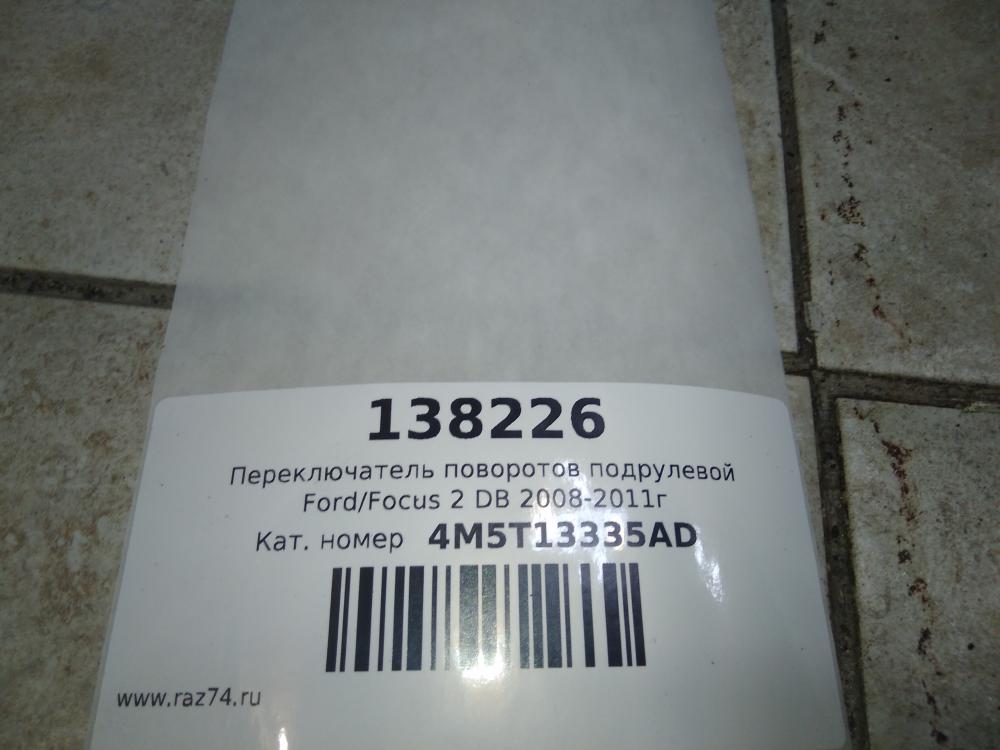 138226
Переключатель поворотов подрулевой
Ford/Focus 2 DB 2008-2011г
Кат. номер 4M5T13335AD
www.raz74.ru